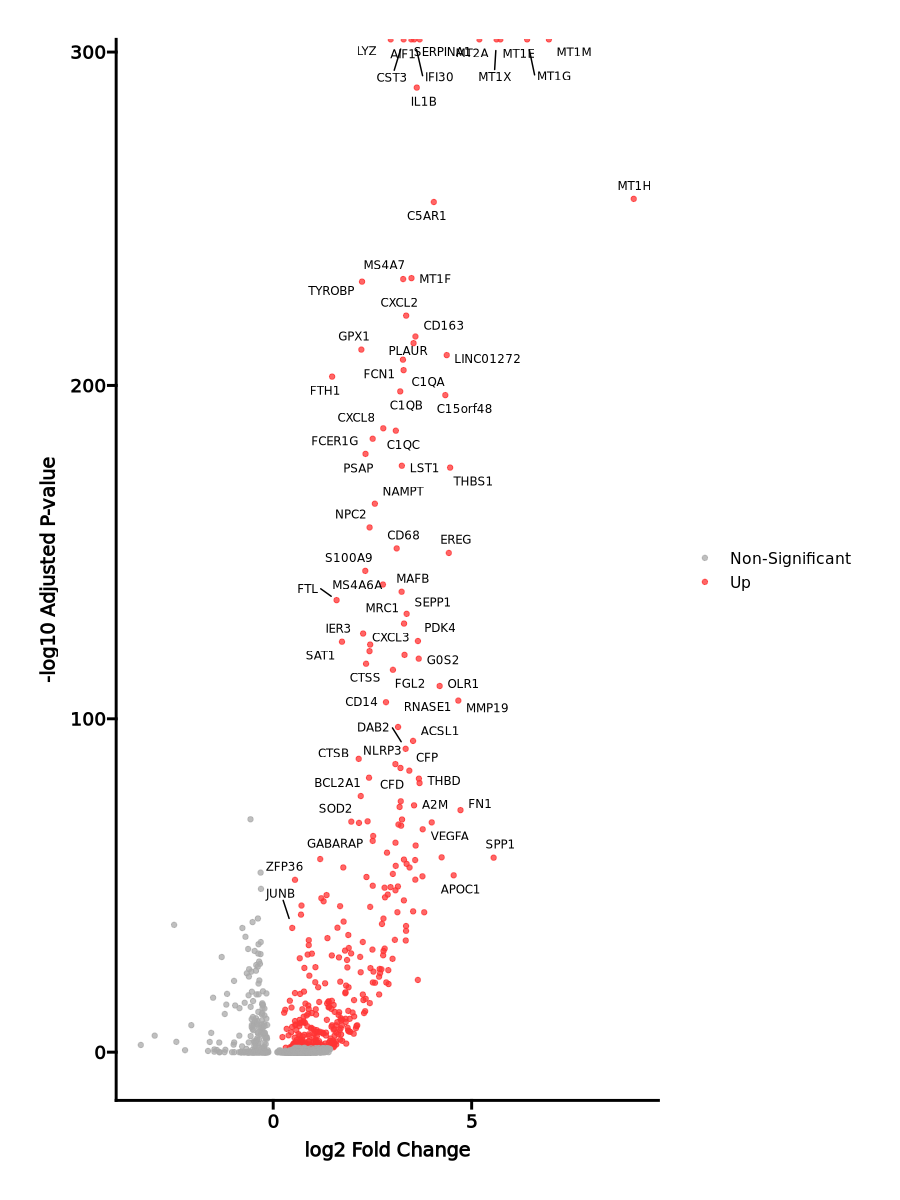 300
LYZ
AIF1
SERPINA1
MT2A
MT1E
MT1M
CST3
IFI30
MT1X
MT1G
IL1B
MT1H
C5AR1
MS4A7
MT1F
TYROBP
CXCL2
CD163
GPX1
PLAUR
LINC01272
FCN1
C1QA
200
FTH1
C1QB
C15orf48
CXCL8
FCER1G
C1QC
PSAP
LST1
THBS1
NAMPT
NPC2
CD68
EREG
S100A9
FTL
MS4A6A
MAFB
MRC1
SEPP1
IER3
CXCL3
PDK4
SAT1
G0S2
CTSS
FGL2
OLR1
CD14
RNASE1
MMP19
100
DAB2
ACSL1
CTSB
NLRP3
CFP
BCL2A1
CFD
THBD
SOD2
A2M
FN1
GABARAP
VEGFA
SPP1
ZFP36
JUNB
APOC1
0
0
5
log2 Fold Change
-log10 Adjusted P-value
Non-Significant
Up